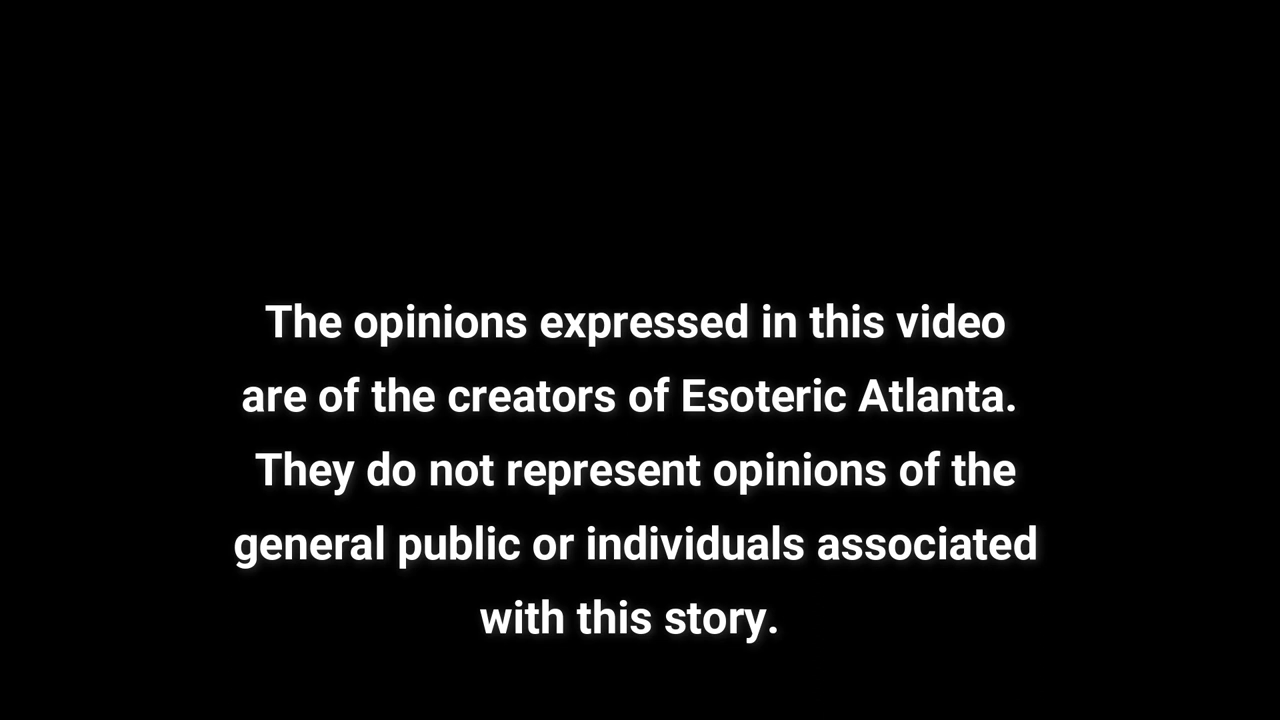 The opinions expressed in this video
are of the creators of Esoteric Atlanta.
They do not represent opinions of the
general public or individuals associated
with this story.